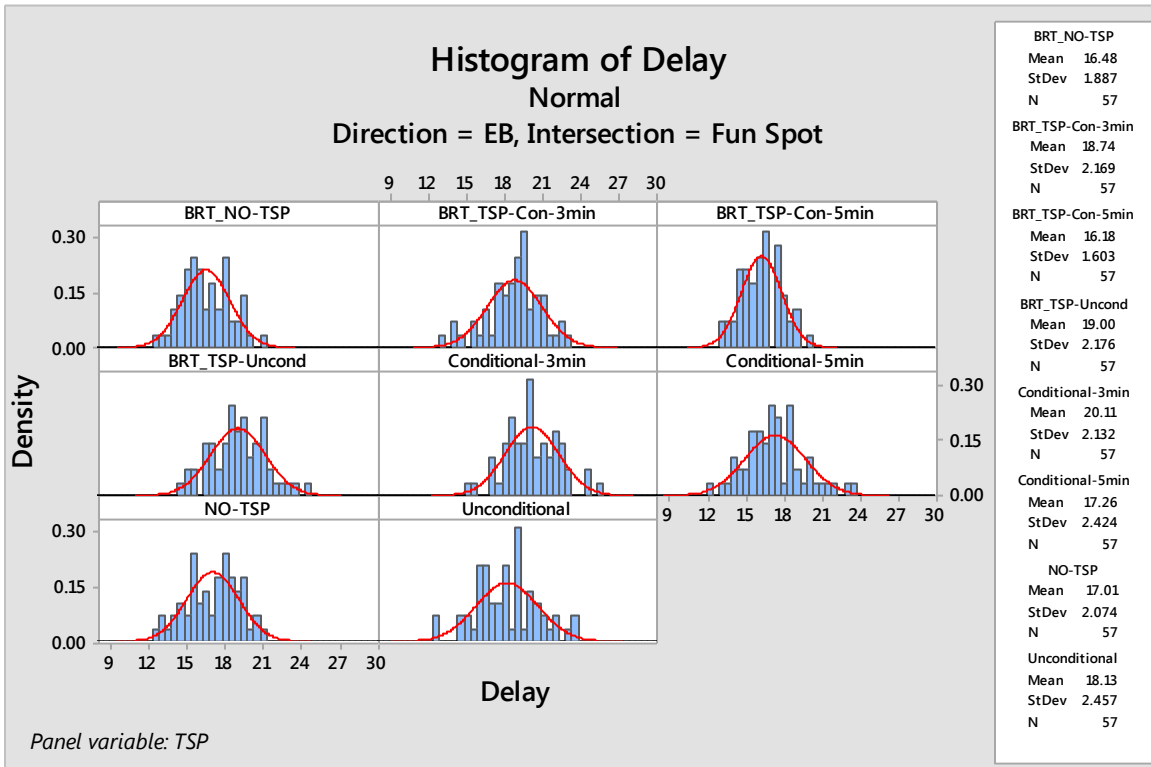 Histogram of Delay
Normal
Direction = EB, Intersection = Fun Spot
9 12 15 18 21 24 27 30
BRT_NO-TSP BRT_TSP-Con-3min BRT_TSP-Con-5min
0.30
0.15
0.00
BRT_TSP-Uncond Conditional-3min Conditional-5min
0.30
0.15
0.00
NO-TSP Unconditional
9 12 15 18 21 24 27 30
0.30
0.15
0.00
9 12 15 18 21 24 27 30
Density
Delay
Panel variable: TSP
BRT_NO-TSP
Mean 16.48
StDev 1.887
N 57
BRT_TSP-Con-3min
Mean 18.74
StDev 2.169
N 57
BRT_TSP-Con-5min
Mean 16.18
StDev 1.603
N 57
BRT_TSP-Uncond
Mean 19.00
StDev 2.176
N 57
Conditional-3min
Mean 20.11
StDev 2.132
N 57
Conditional-5min
Mean 17.26
StDev 2.424
N 57
NO-TSP
Mean 17.01
StDev 2.074
N 57
Unconditional
Mean 18.13
StDev 2.457
N 57